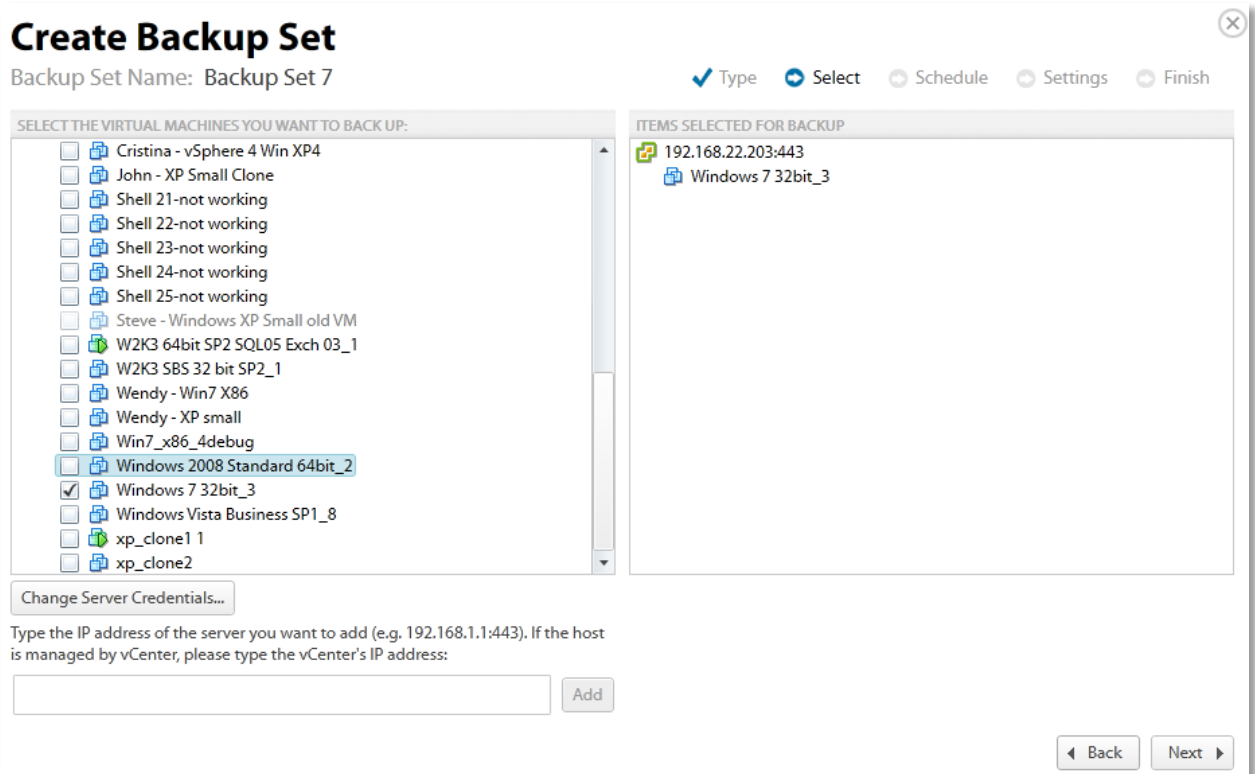 Create Backup Set
Backup Set Name: Backup Set 7
Type
Select
Schedule
Settings
Finish
SELECT THE VIRTUAL MACHINES YOU WANT TO BACK UP:
Cristina - vSphere 4 Win XP4
John - XP Small Clone
Shell 21-not working
Shell 22-not working
Shell 23-not working
Shell 24-not working
Shell 25-not working
Steve - Windows XP Small old VM
W2K3 64bit SP2 SQL05 Exch 03_1
W2K3 SBS 32 bit SP2_1
Wendy - Win7 X86
Wendy - XP small
Win7_x86_4debug
Windows 2008 Standard 64bit_2
Windows 7 32bit_3
Windows Vista Business SP1_8
xp_clone1 1
xp_clone2
ITEMS SELECTED FOR BACKUP
192.168.22.203:443
Windows 7 32bit_3
Change Server Credentials...
Type the IP address of the server you want to add (e.g. 192.168.1.1:443). If the host
is managed by vCenter, please type the vCenter's IP address:
Add
Back
Next